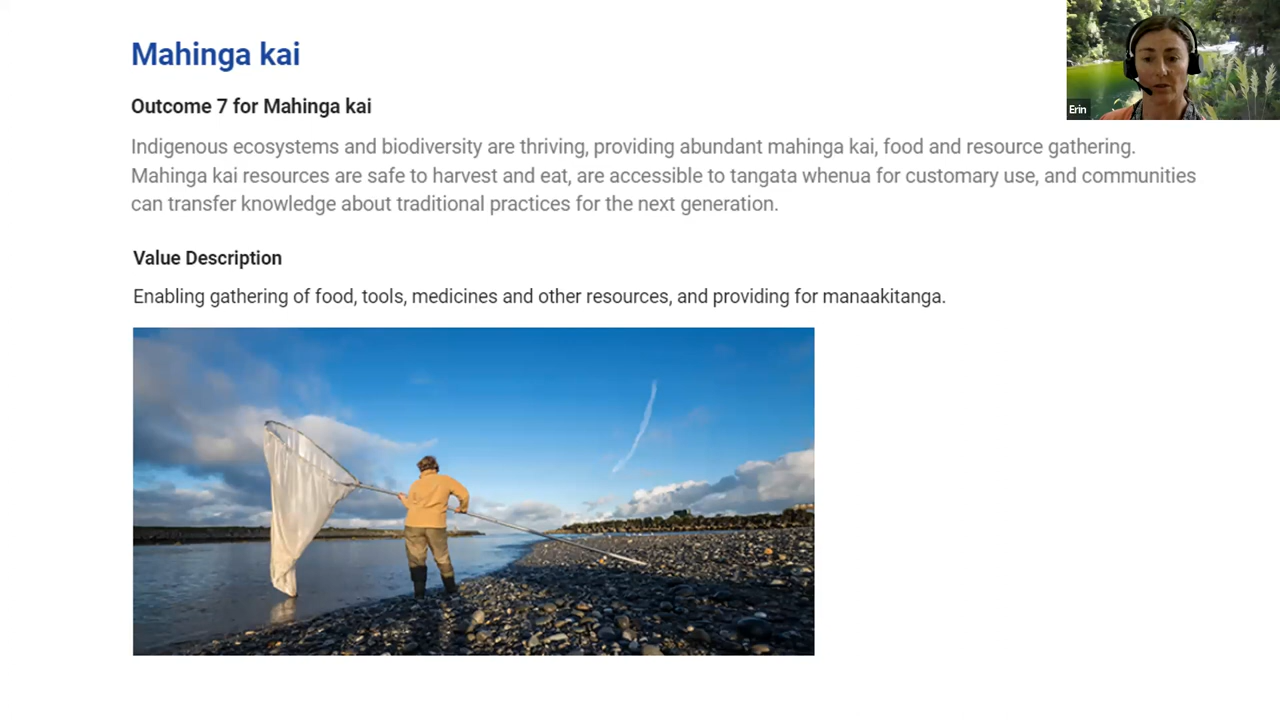 Mahinga kai
Outcome 7 for Mahinga kai
Indigenous ecosystems and biodiversity are thriving, providing abundant mahinga kai, food and resource gathering.
Mahinga kai resources are safe to harvest and eat, are accessible to tangata whenua for customary use, and communities
can transfer knowledge about traditional practices for the next generation.
Value Description
Enabling gathering of food, tools, medicines and other resources, and providing for manaakitanga.
Erin